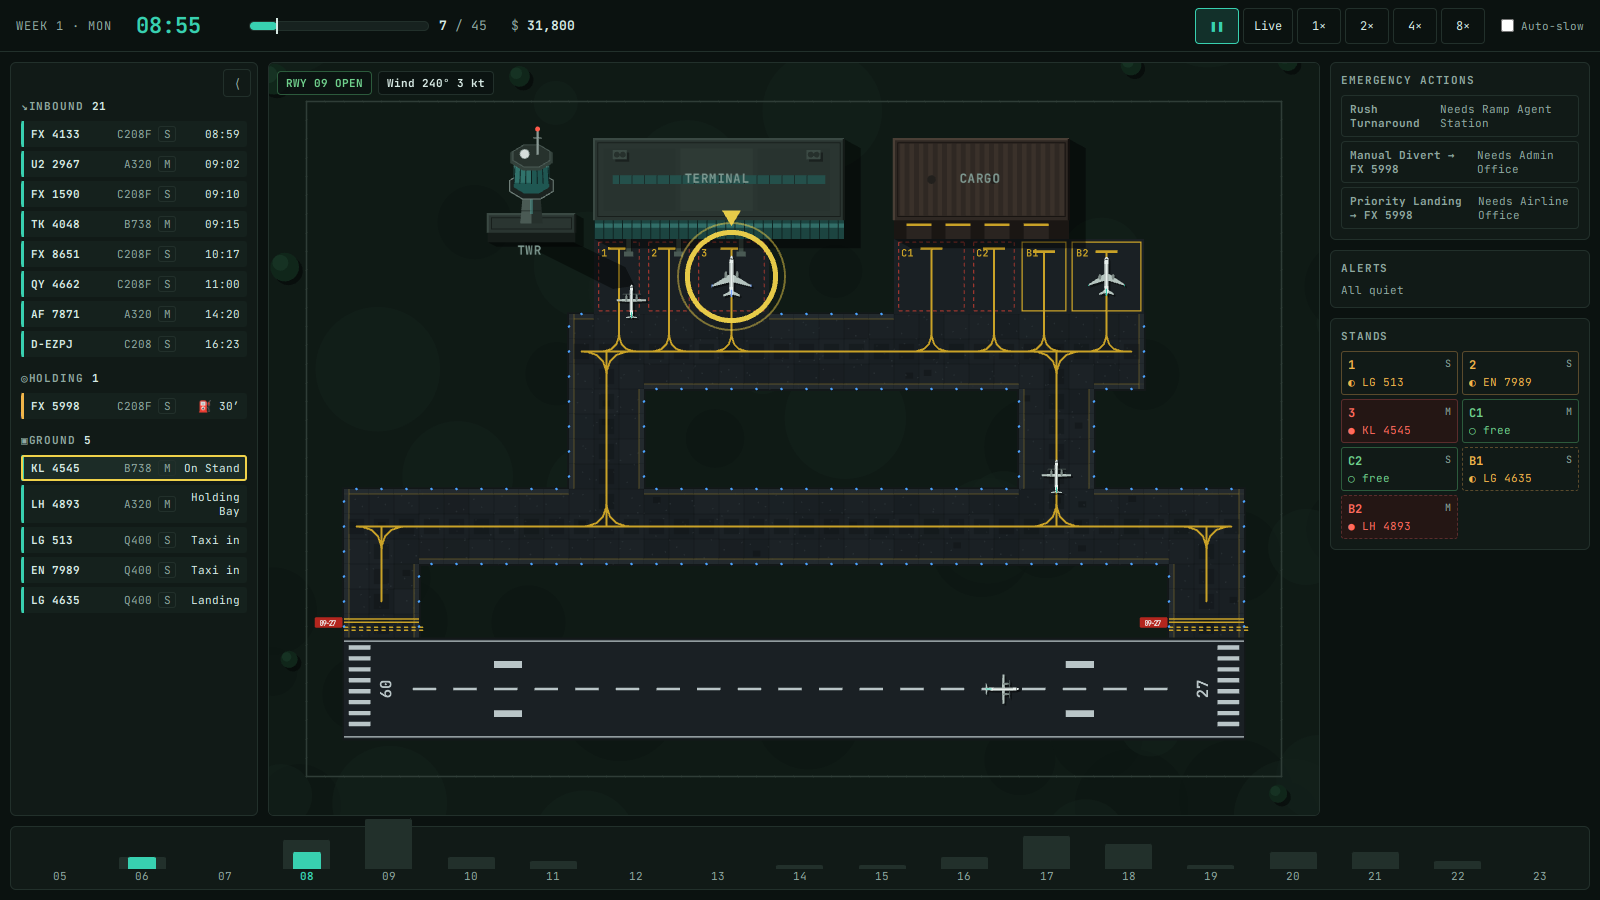 WEEK 1 · MON 08:55 7 / 45 $ 31,800 Live 1× 2× 4× 8× Auto-slow
INBOUND 21
FX 4133 C208F S 08:59
U2 2967 A320 M 09:02
FX 1590 C208F S 09:10
TK 4048 B738 M 09:15
FX 8651 C208F S 10:17
QY 4662 C208F S 11:00
AF 7871 A320 M 14:20
D-EZPJ C208 S 16:23
HOLDING 1
FX 5998 C208F S 30′
GROUND 5
KL 4545 B738 M On Stand
LH 4893 A320 M Holding
Bay
LG 513 Q400 S Taxi in
EN 7989 Q400 S Taxi in
LG 4635 Q400 S Landing
RWY 09 OPEN Wind 240° 3 kt
TERMINAL
CARGO
TWR
1 2 3 C1 C2 B1 B2
09-27 09-27
09 27
EMERGENCY ACTIONS
Rush Needs Ramp Agent
Turnaround Station
Manual Divert → Needs Admin
FX 5998 Office
Priority Landing Needs Airline
→ FX 5998 Office
ALERTS
All quiet
STANDS
1 S 2 S
LG 513 EN 7989
3 M C1 M
KL 4545 free
C2 S B1 S
free LG 4635
B2 M
LH 4893
05 06 07 08 09 10 11 12 13 14 15 16 17 18 19 20 21 22 23